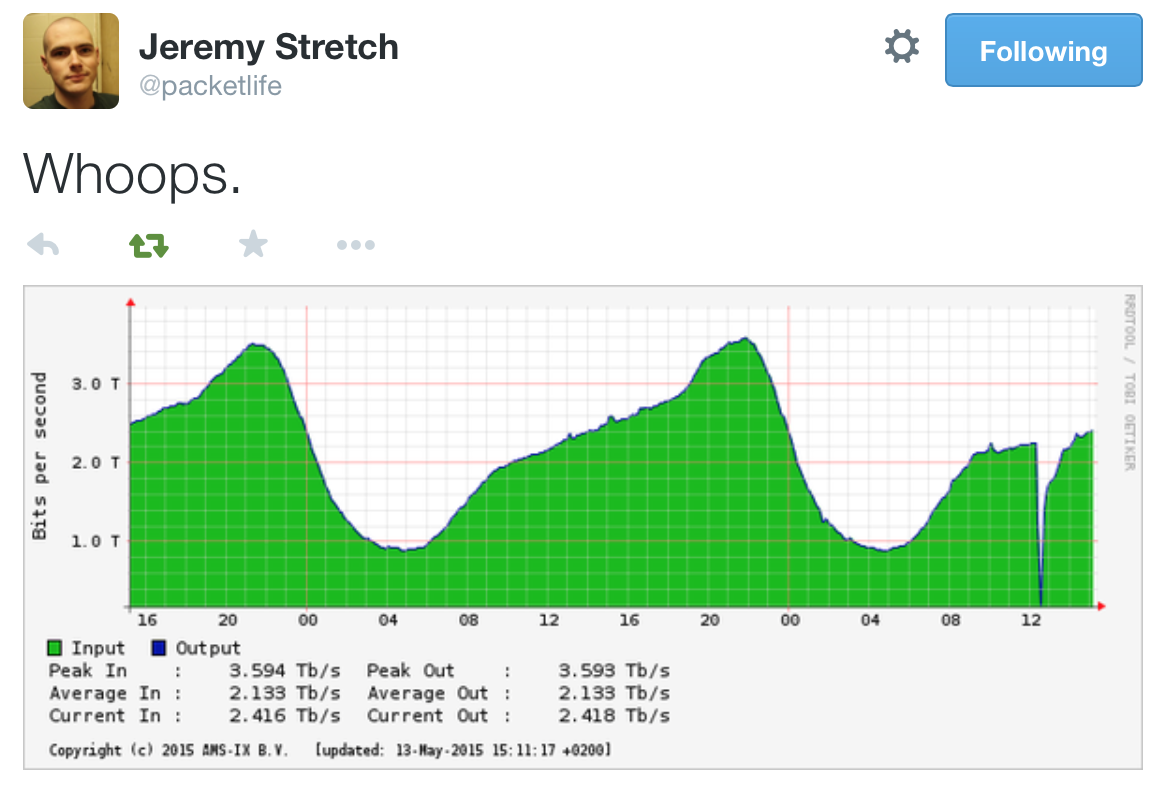 Jeremy Stretch
@packetlife
Following
Whoops.
RRDTOOL / TOBI OETIKER
Bits per second
3.0 T
2.0 T
1.0 T
16 20 00 04 08 12 16 20 00 04 08 12
Input Output
Peak In : 3.594 Tb/s Peak Out : 3.593 Tb/s
Average In : 2.133 Tb/s Average Out : 2.133 Tb/s
Current In : 2.416 Tb/s Current Out : 2.418 Tb/s
Copyright (c) 2015 AMS-IX B.V. [updated: 13-May-2015 15:11:17 +0200]